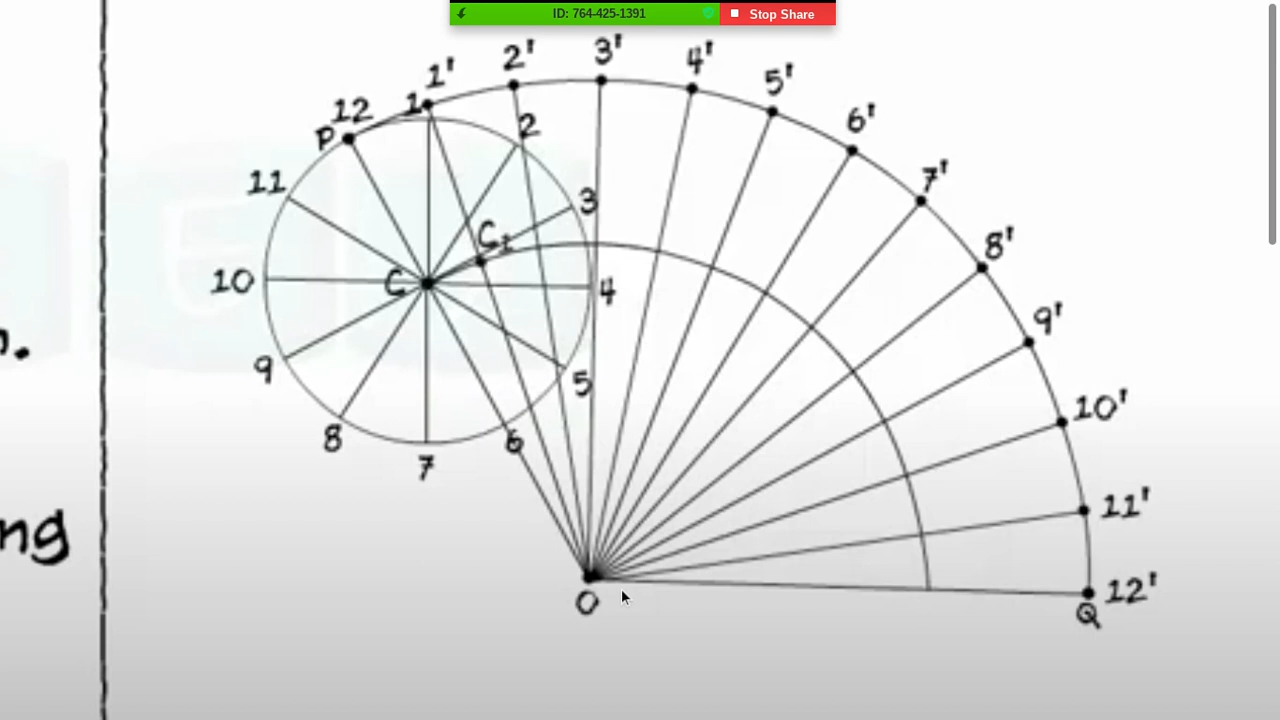 ID: 764-425-1391 Stop Share
1' 2' 3' 4' 5' 6' 7' 8' 9' 10' 11' 12'
P 12 1 2 3 4 5 6 7 8 9 10 11
C C₁
O Q
n.
ng